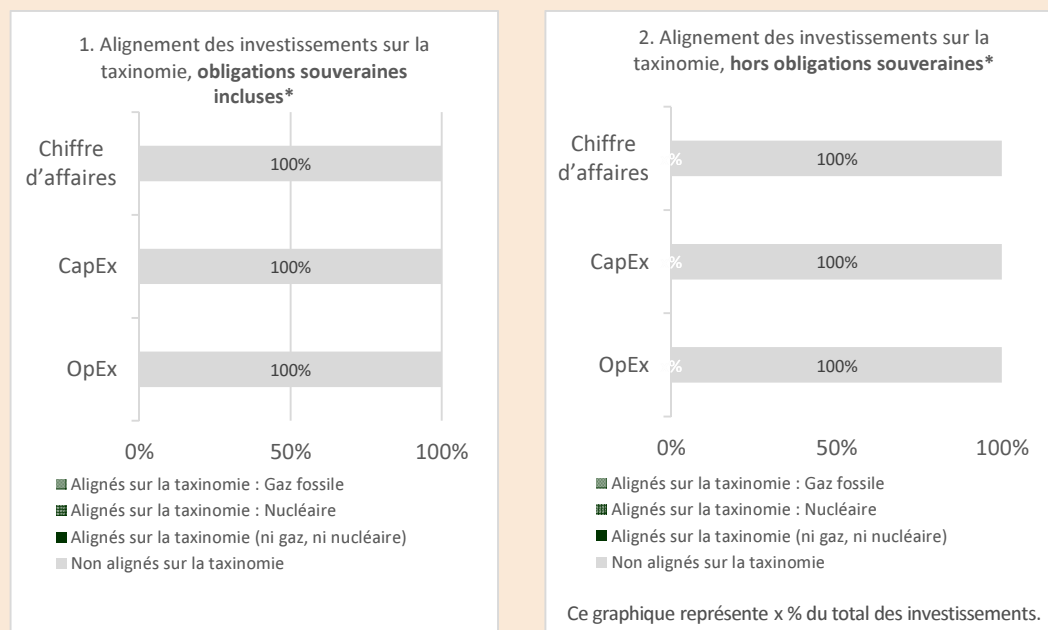 1. Alignement des investissements sur la
taxinomie, obligations souveraines
incluses*
Chiffre
d’affaires
100%
CapEx
100%
OpEx
100%
0%
50%
100%
Alignés sur la taxinomie : Gaz fossile
Alignés sur la taxinomie : Nucléaire
Alignés sur la taxinomie (ni gaz, ni nucléaire)
Non alignés sur la taxinomie
2. Alignement des investissements sur la
taxinomie, hors obligations souveraines*
Chiffre
d’affaires
%
100%
CapEx
%
100%
OpEx
%
100%
0%
50%
100%
Alignés sur la taxinomie : Gaz fossile
Alignés sur la taxinomie : Nucléaire
Alignés sur la taxinomie (ni gaz, ni nucléaire)
Non alignés sur la taxinomie
Ce graphique représente x % du total des investissements.